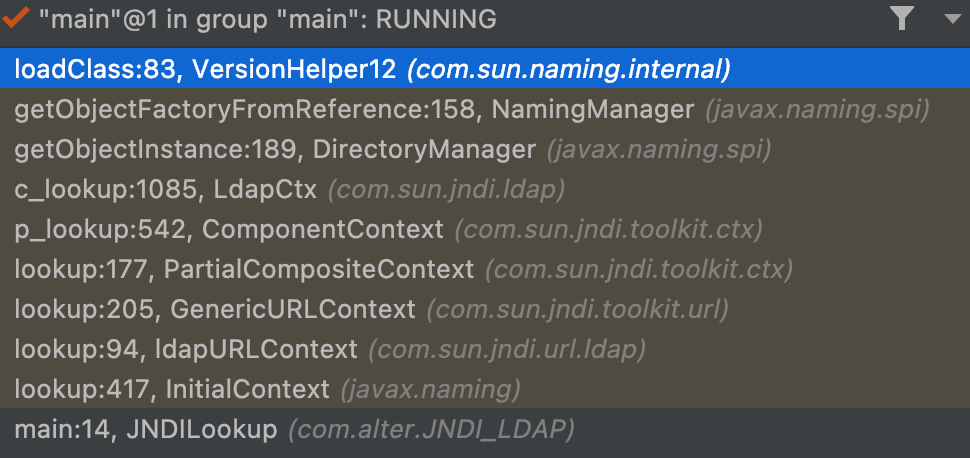 "main"@1 in group "main": RUNNING
loadClass:83, VersionHelper12 (com.sun.naming.internal)
getObjectFactoryFromReference:158, NamingManager (javax.naming.spi)
getObjectInstance:189, DirectoryManager (javax.naming.spi)
c_lookup:1085, LdapCtx (com.sun.jndi.ldap)
p_lookup:542, ComponentContext (com.sun.jndi.toolkit.ctx)
lookup:177, PartialCompositeContext (com.sun.jndi.toolkit.ctx)
lookup:205, GenericURLContext (com.sun.jndi.toolkit.url)
lookup:94, ldapURLContext (com.sun.jndi.url.ldap)
lookup:417, InitialContext (javax.naming)
main:14, JNDILookup (com.alter.JNDI_LDAP)